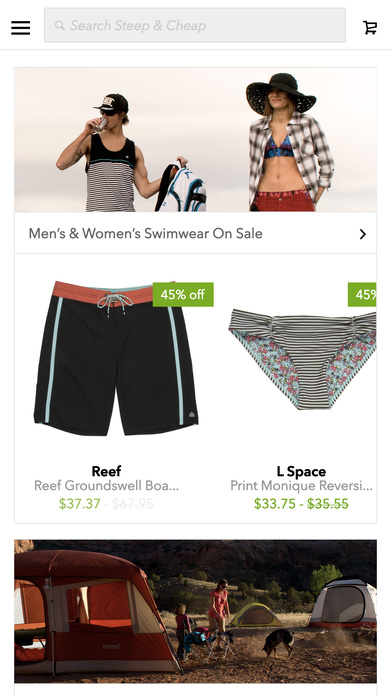 Search Steep & Cheap
Men's & Women's Swimwear On Sale
45% off
45%
Reef
Reef Groundswell Boa...
$37.37 - $67.95
L Space
Print Monique Reversi...
$33.75 - $35.55